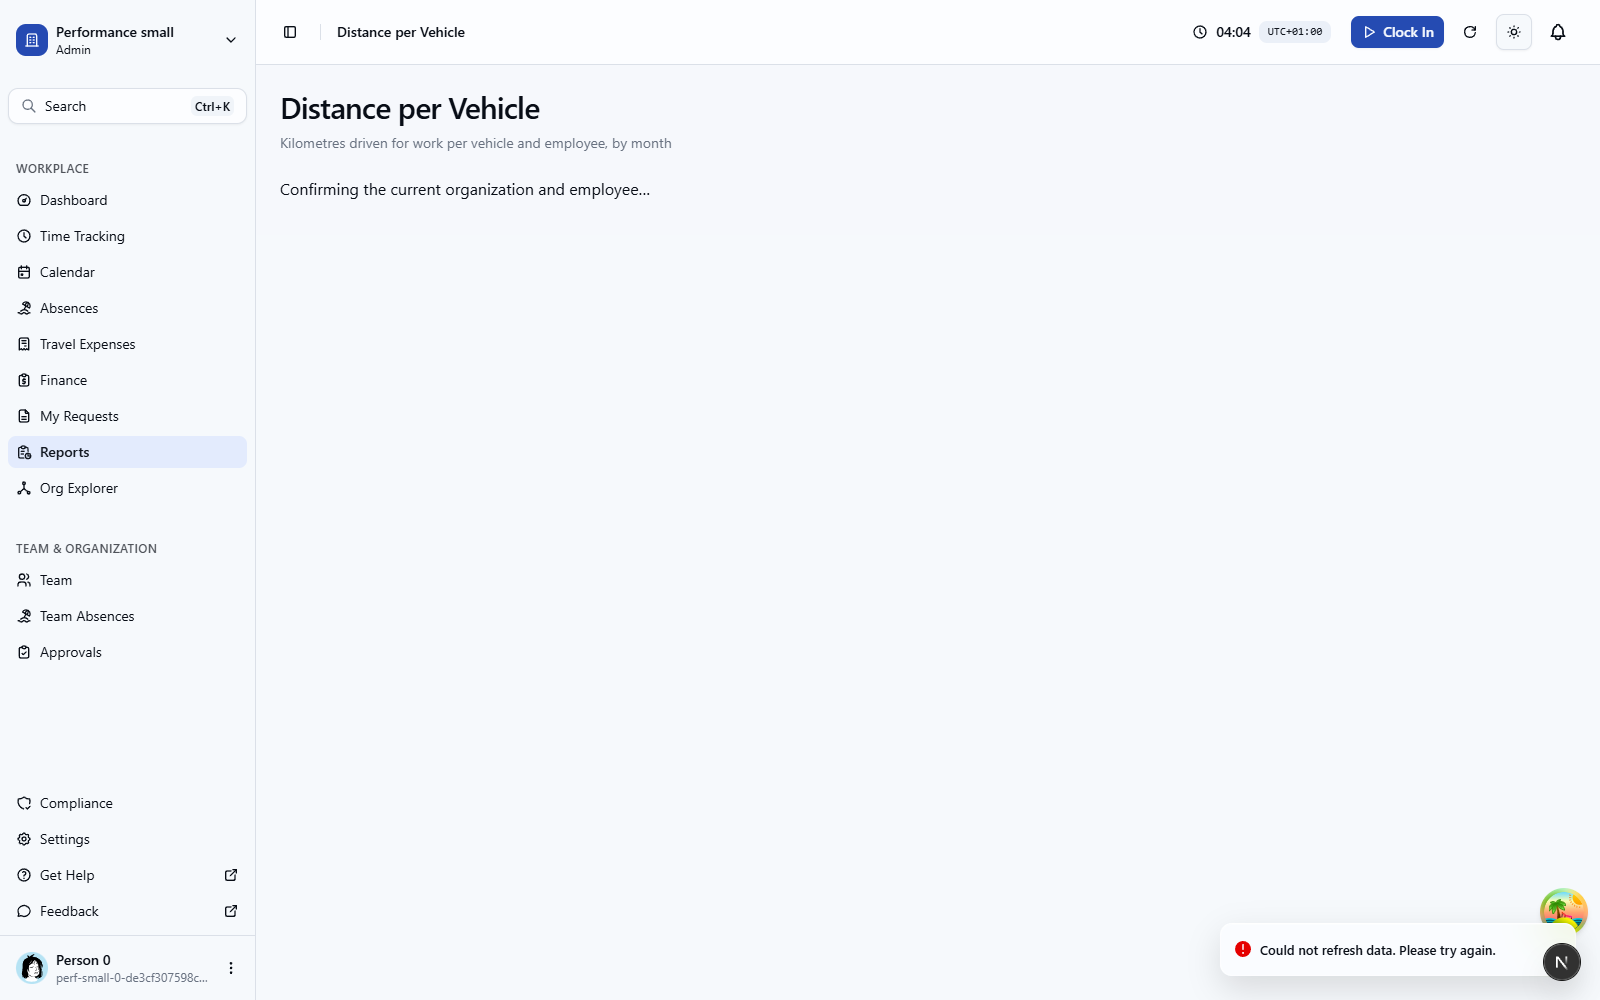 Performance small
Admin
Search
Ctrl+K
WORKPLACE
Dashboard
Time Tracking
Calendar
Absences
Travel Expenses
Finance
My Requests
Reports
Org Explorer
TEAM & ORGANIZATION
Team
Team Absences
Approvals
Compliance
Settings
Get Help
Feedback
Person 0
perf-small-0-de3cf307598c...
Distance per Vehicle
04:04
UTC+01:00
Clock In
Distance per Vehicle
Kilometres driven for work per vehicle and employee, by month
Confirming the current organization and employee...
Could not refresh data. Please try again.
N